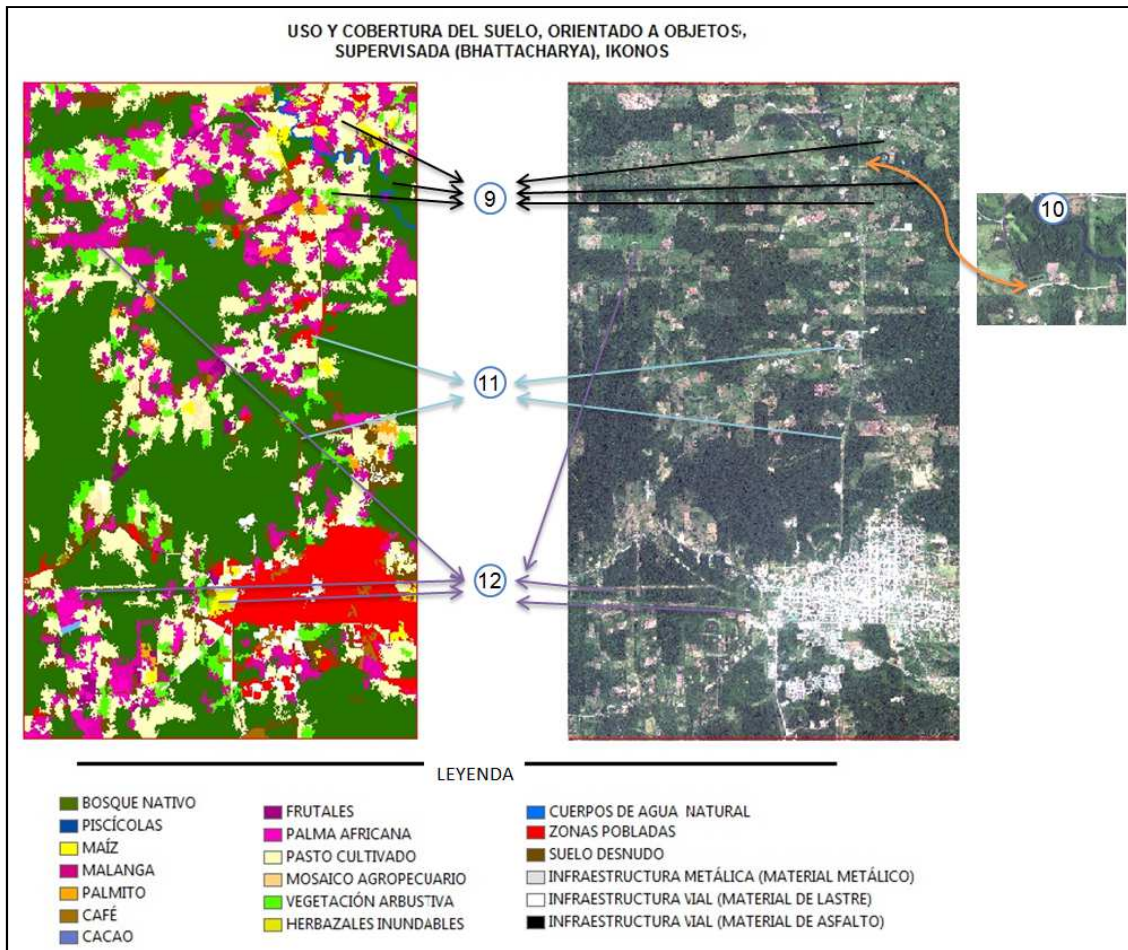 USO Y COBERTURA DEL SUELO, ORIENTADO A OBJETOS,
SUPERVISADA (BHATTACHARYA), IKONOS
9
10
11
12
LEYENDA
BOSQUE NATIVO
PISCÍCOLAS
MAÍZ
MALANGA
PALMITO
CAFÉ
CACAO
FRUTALES
PALMA AFRICANA
PASTO CULTIVADO
MOSAICO AGROPECUARIO
VEGETACIÓN ARBUSTIVA
HERBAZALES INUNDABLES
CUERPOS DE AGUA NATURAL
ZONAS POBLADAS
SUELO DESNUDO
INFRAESTRUCTURA METÁLICA (MATERIAL METÁLICO)
INFRAESTRUCTURA VIAL (MATERIAL DE LASTRE)
INFRAESTRUCTURA VIAL (MATERIAL DE ASFALTO)